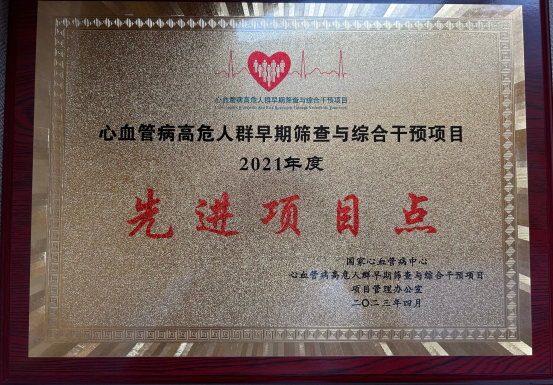 心血管病高危人群早期筛查与综合干预项目
心血管病高危人群早期筛查与综合干预项目
2021年度
先进项目点
国家心血管病中心
心血管病高危人群早期筛查与综合干预项目
项目管理办公室
二〇二三年四月